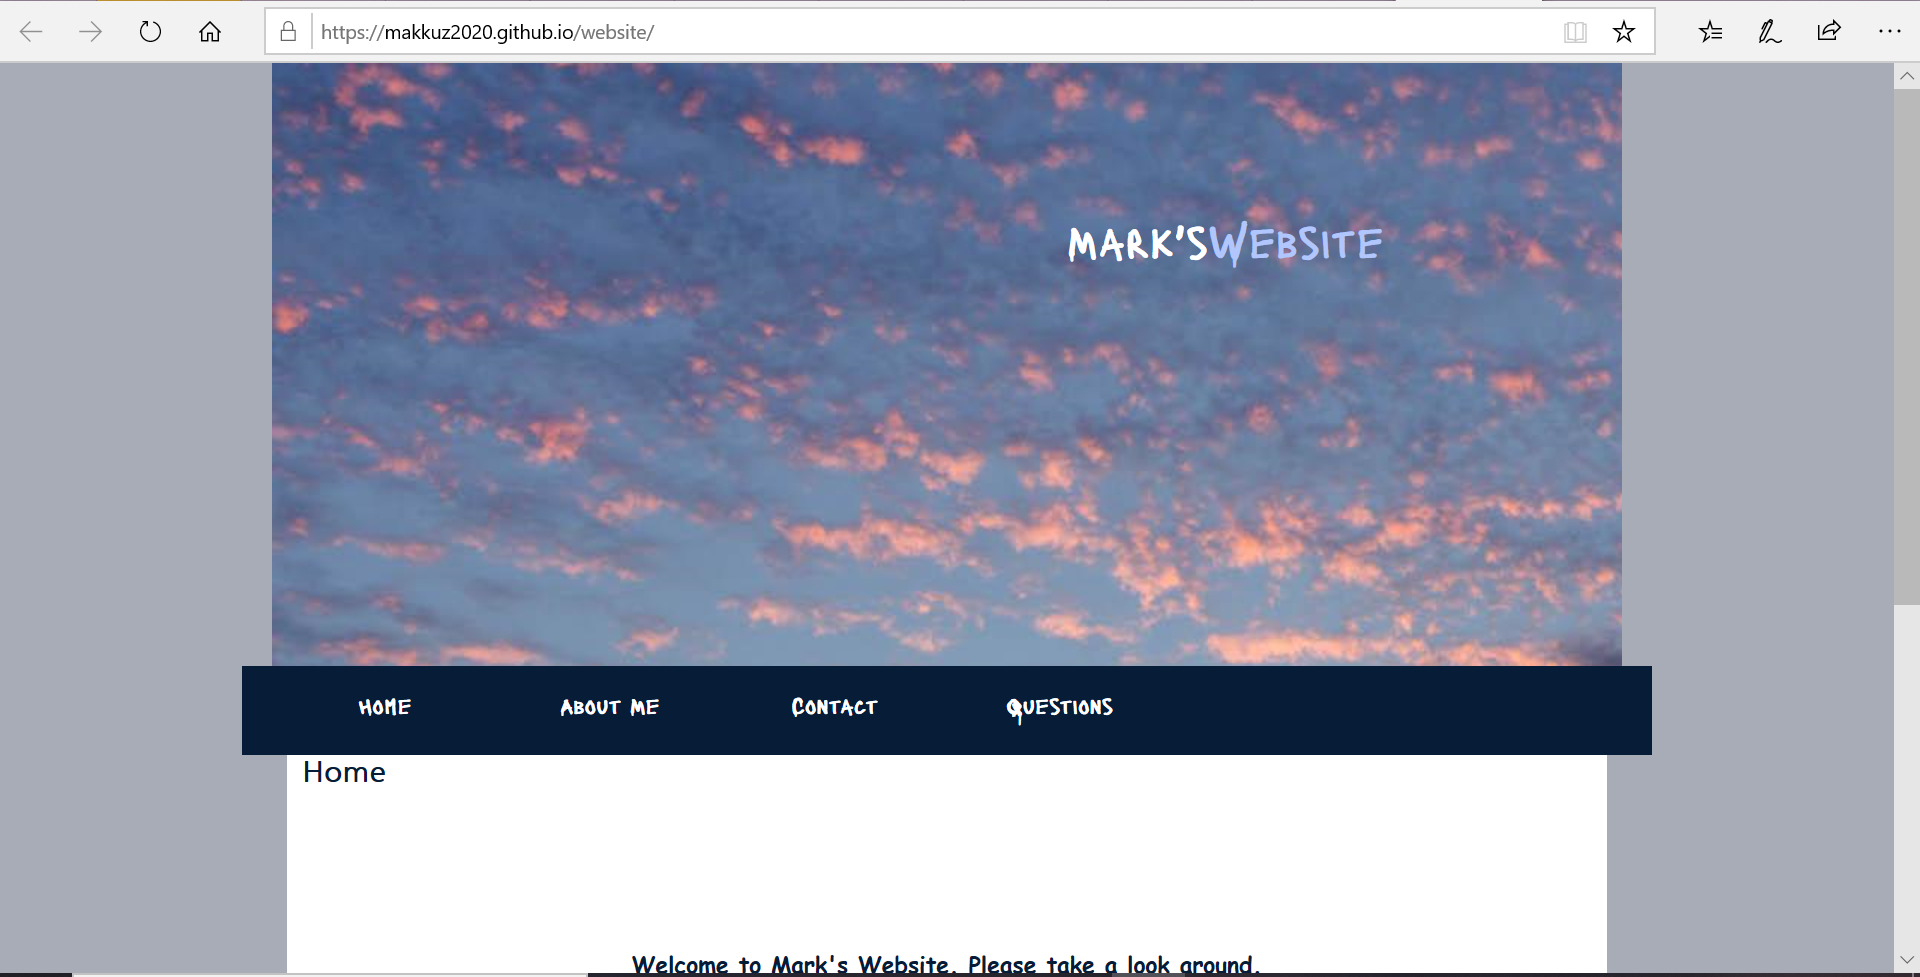 https://makkuz2020.github.io/website/
MARK'SWEBSITE
HOME ABOUT ME CONTACT QUESTIONS
Home
Welcome to Mark's Website. Please take a look around.